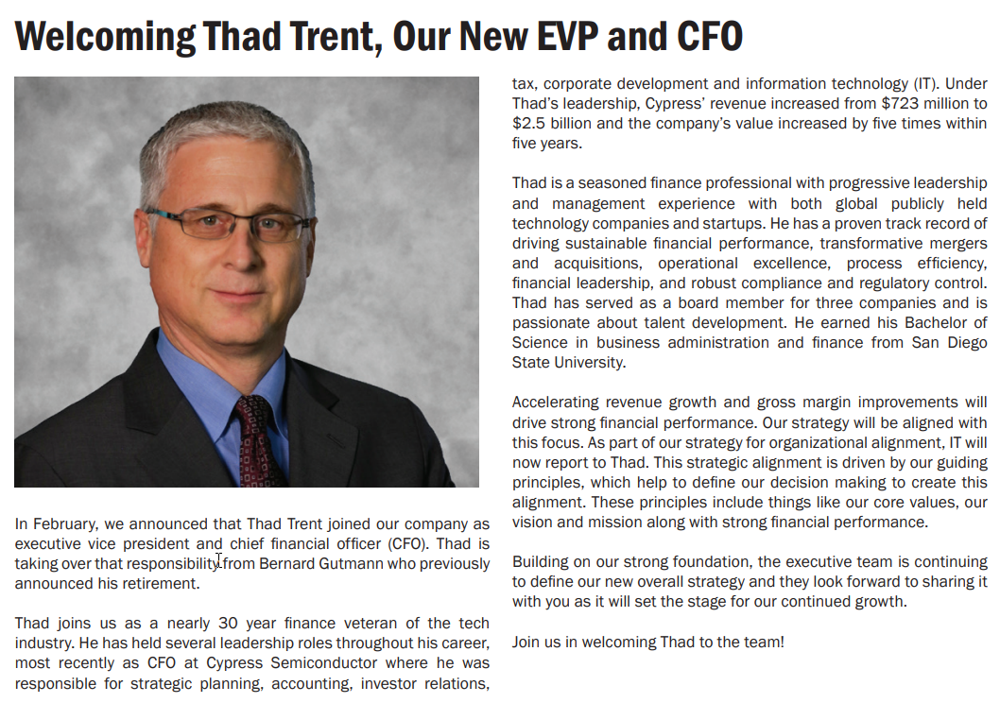 Welcoming Thad Trent, Our New EVP and CFO
In February, we announced that Thad Trent joined our company as
executive vice president and chief financial officer (CFO). Thad is
taking over that responsibility from Bernard Gutmann who previously
announced his retirement.
Thad joins us as a nearly 30 year finance veteran of the tech
industry. He has held several leadership roles throughout his career,
most recently as CFO at Cypress Semiconductor where he was
responsible for strategic planning, accounting, investor relations,
tax, corporate development and information technology (IT). Under
Thad’s leadership, Cypress’ revenue increased from $723 million to
$2.5 billion and the company’s value increased by five times within
five years.
Thad is a seasoned finance professional with progressive leadership
and management experience with both global publicly held
technology companies and startups. He has a proven track record of
driving sustainable financial performance, transformative mergers
and acquisitions, operational excellence, process efficiency,
financial leadership, and robust compliance and regulatory control.
Thad has served as a board member for three companies and is
passionate about talent development. He earned his Bachelor of
Science in business administration and finance from San Diego
State University.
Accelerating revenue growth and gross margin improvements will
drive strong financial performance. Our strategy will be aligned with
this focus. As part of our strategy for organizational alignment, IT will
now report to Thad. This strategic alignment is driven by our guiding
principles, which help to define our decision making to create this
alignment. These principles include things like our core values, our
vision and mission along with strong financial performance.
Building on our strong foundation, the executive team is continuing
to define our new overall strategy and they look forward to sharing it
with you as it will set the stage for our continued growth.
Join us in welcoming Thad to the team!